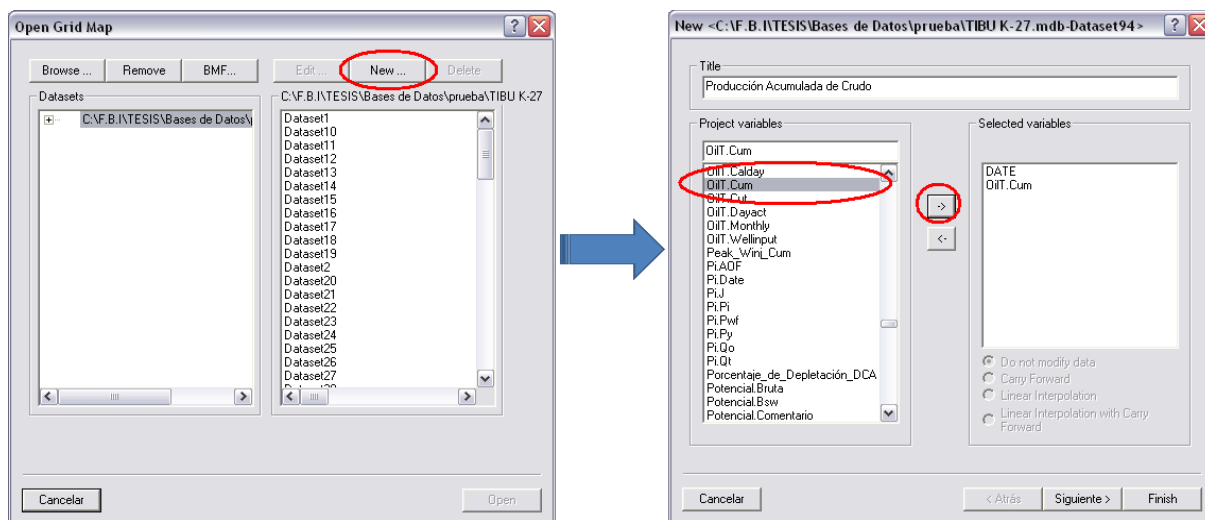 Open Grid Map
Browse ...
Remove
BMF...
Edit ...
New ...
Delete
Datasets
C:\F.B.I\TESIS\Bases de Datos\
C:\F.B.I\TESIS\Bases de Datos\prueba\TIBU K-27
Dataset1
Dataset10
Dataset11
Dataset12
Dataset13
Dataset14
Dataset15
Dataset16
Dataset17
Dataset18
Dataset19
Dataset2
Dataset20
Dataset21
Dataset22
Dataset23
Dataset24
Dataset25
Dataset26
Dataset27
Cancelar
Open
New <C:\F.B.I\TESIS\Bases de Datos\prueba\TIBU K-27.mdb-Dataset94>
Title
Producción Acumulada de Crudo
Project variables
OilT.Cum
OilT.Calday
OilT.Cum
OilT.Cut
OilT.Dayact
OilT.Monthly
OilT.Wellinput
Peak_Winj_Cum
Pi.AOF
Pi.Date
Pi.J
Pi.Pi
Pi.Pwf
Pi.Py
Pi.Qo
Pi.Qt
Porcentaje_de_Depletación_DCA
Potencial.Bruta
Potencial.Bsw
Potencial.Comentario
->
<-
Selected variables
DATE
OilT.Cum
Do not modify data
Carry Forward
Linear Interpolation
Linear Interpolation with Carry
Forward
Cancelar
< Atrás
Siguiente >
Finish